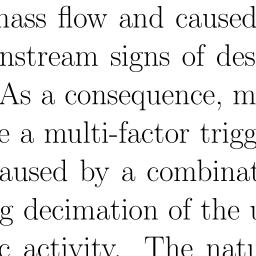 mass flow and caused
nstream signs of des
As a consequence, m
e a multi-factor trigg
aused by a combinat
g decimation of the u
c activity. The natu